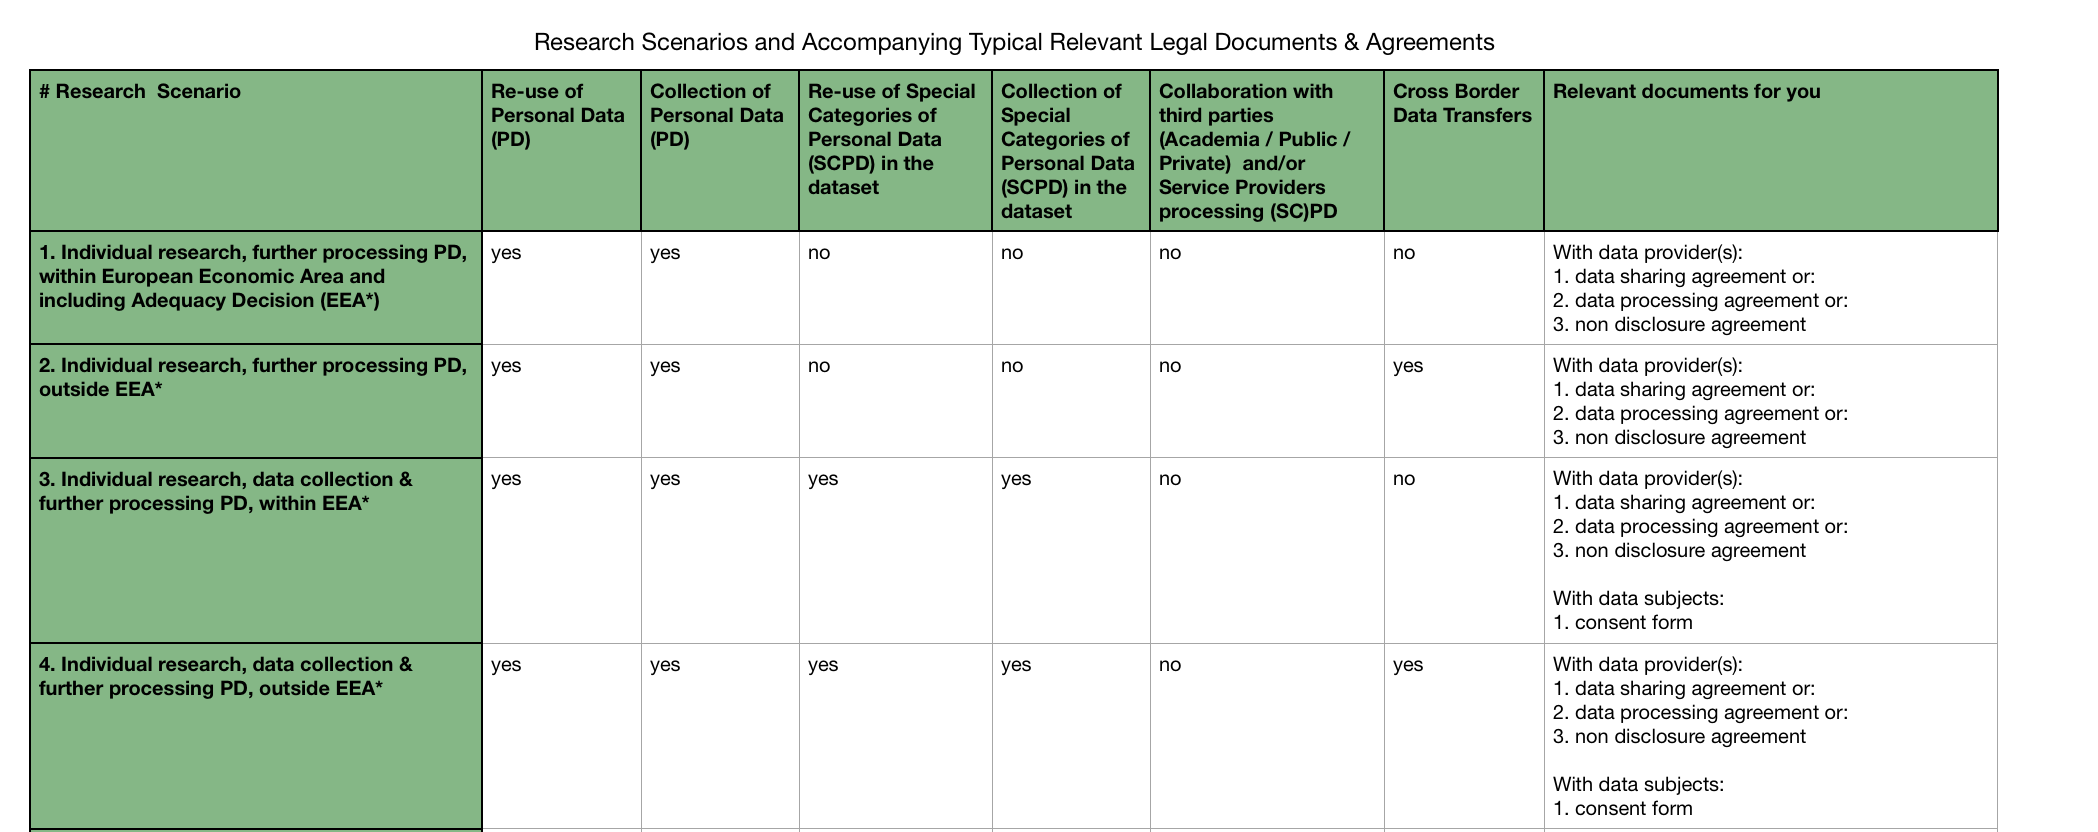 Research Scenarios and Accompanying Typical Relevant Legal Documents & Agreements
# Research  Scenario
Re-use of
Personal Data
(PD)
Collection of
Personal Data
(PD)
Re-use of Special
Categories of
Personal Data
(SCPD) in the
dataset
Collection of
Special
Categories of
Personal Data
(SCPD) in the
dataset
Collaboration with
third parties
(Academia / Public /
Private)  and/or
Service Providers
processing (SC)PD
Cross Border
Data Transfers
Relevant documents for you
1. Individual research, further processing PD,
within European Economic Area and
including Adequacy Decision (EEA*)
yes
yes
no
no
no
no
With data provider(s):
1. data sharing agreement or:
2. data processing agreement or:
3. non disclosure agreement
2. Individual research, further processing PD,
outside EEA*
yes
yes
no
no
no
yes
With data provider(s):
1. data sharing agreement or:
2. data processing agreement or:
3. non disclosure agreement
3. Individual research, data collection &
further processing PD, within EEA*
yes
yes
yes
yes
no
no
With data provider(s):
1. data sharing agreement or:
2. data processing agreement or:
3. non disclosure agreement
With data subjects:
1. consent form
4. Individual research, data collection &
further processing PD, outside EEA*
yes
yes
yes
yes
no
yes
With data provider(s):
1. data sharing agreement or:
2. data processing agreement or:
3. non disclosure agreement
With data subjects:
1. consent form